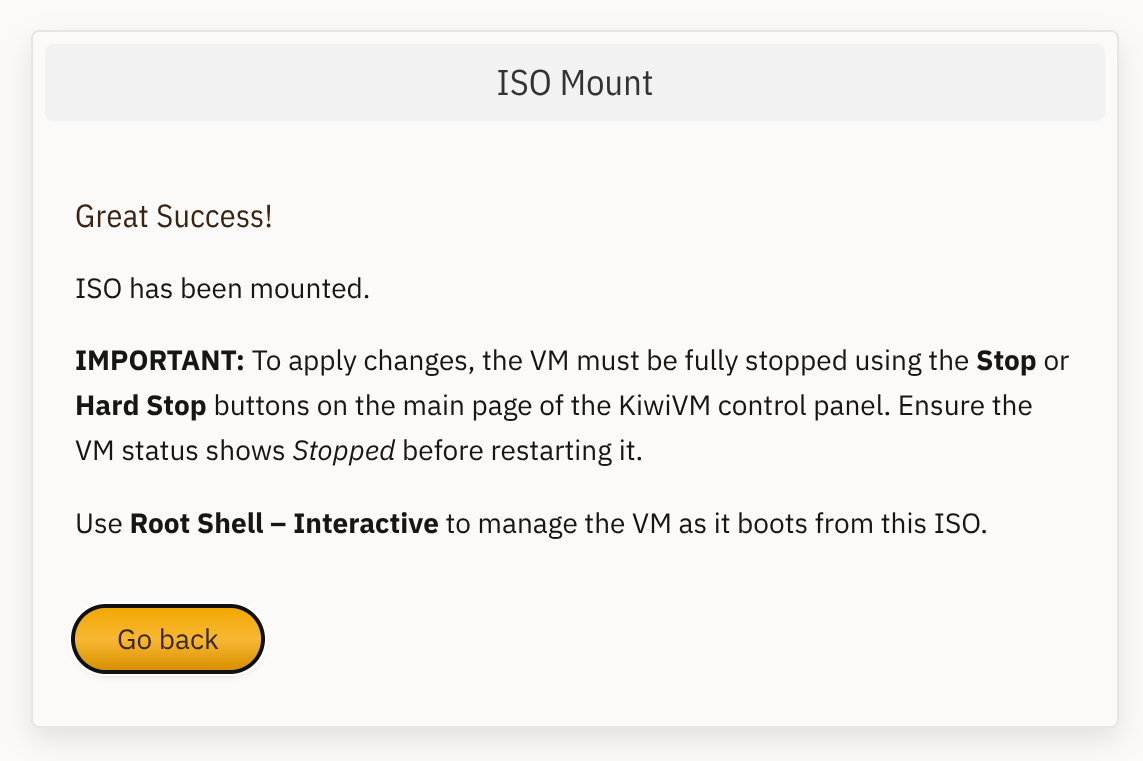 ISO Mount
Great Success!
ISO has been mounted.
IMPORTANT: To apply changes, the VM must be fully stopped using the Stop or
Hard Stop buttons on the main page of the KiwiVM control panel. Ensure the
VM status shows Stopped before restarting it.
Use Root Shell – Interactive to manage the VM as it boots from this ISO.
Go back